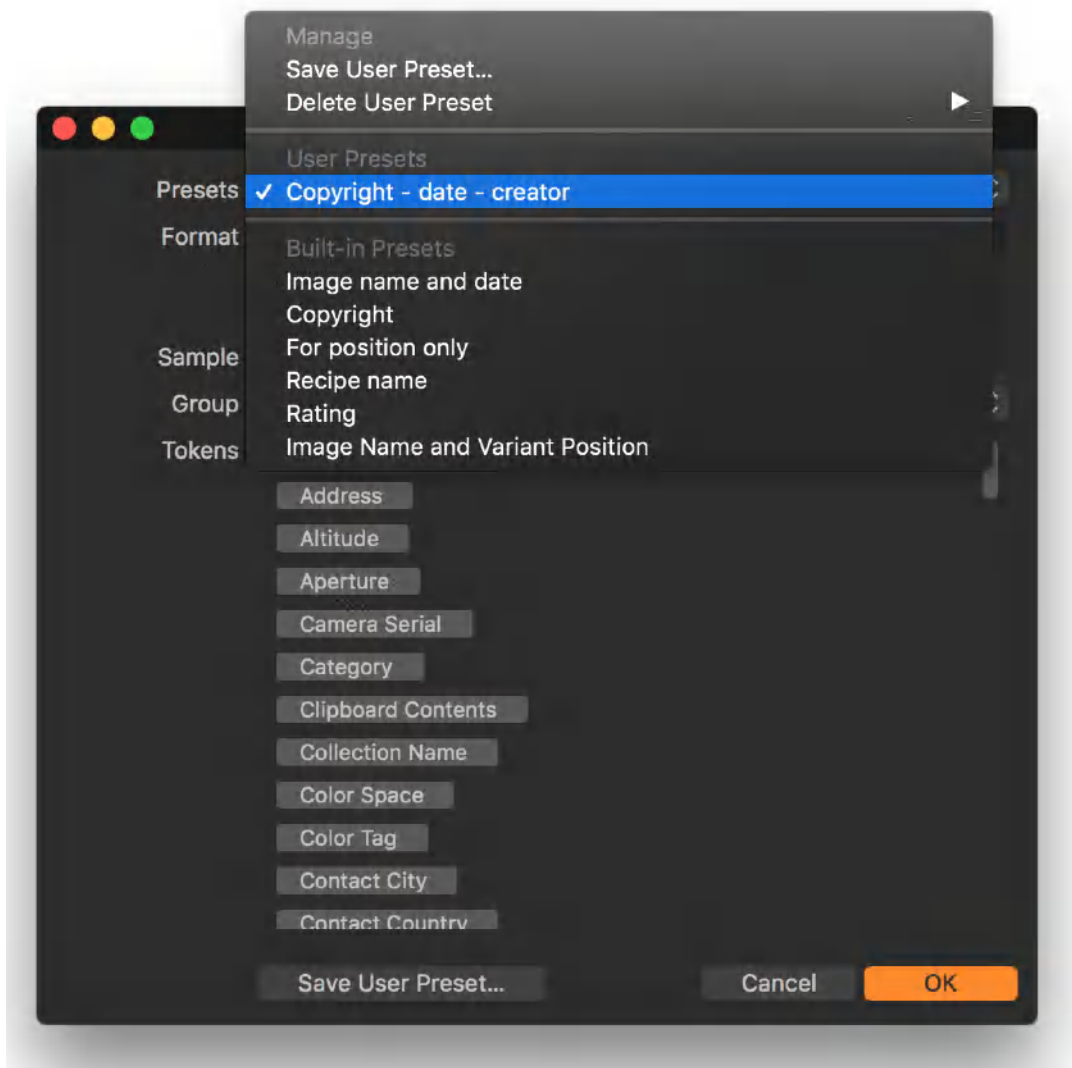 Manage
Save User Preset...
Delete User Preset
User Presets
Presets ✓ Copyright - date - creator
Format
Built-in Presets
Image name and date
Copyright
For position only
Sample
Recipe name
Group
Rating
Tokens
Image Name and Variant Position
Address
Altitude
Aperture
Camera Serial
Category
Clipboard Contents
Collection Name
Color Space
Color Tag
Contact City
Contact Country
Save User Preset...
Cancel
OK